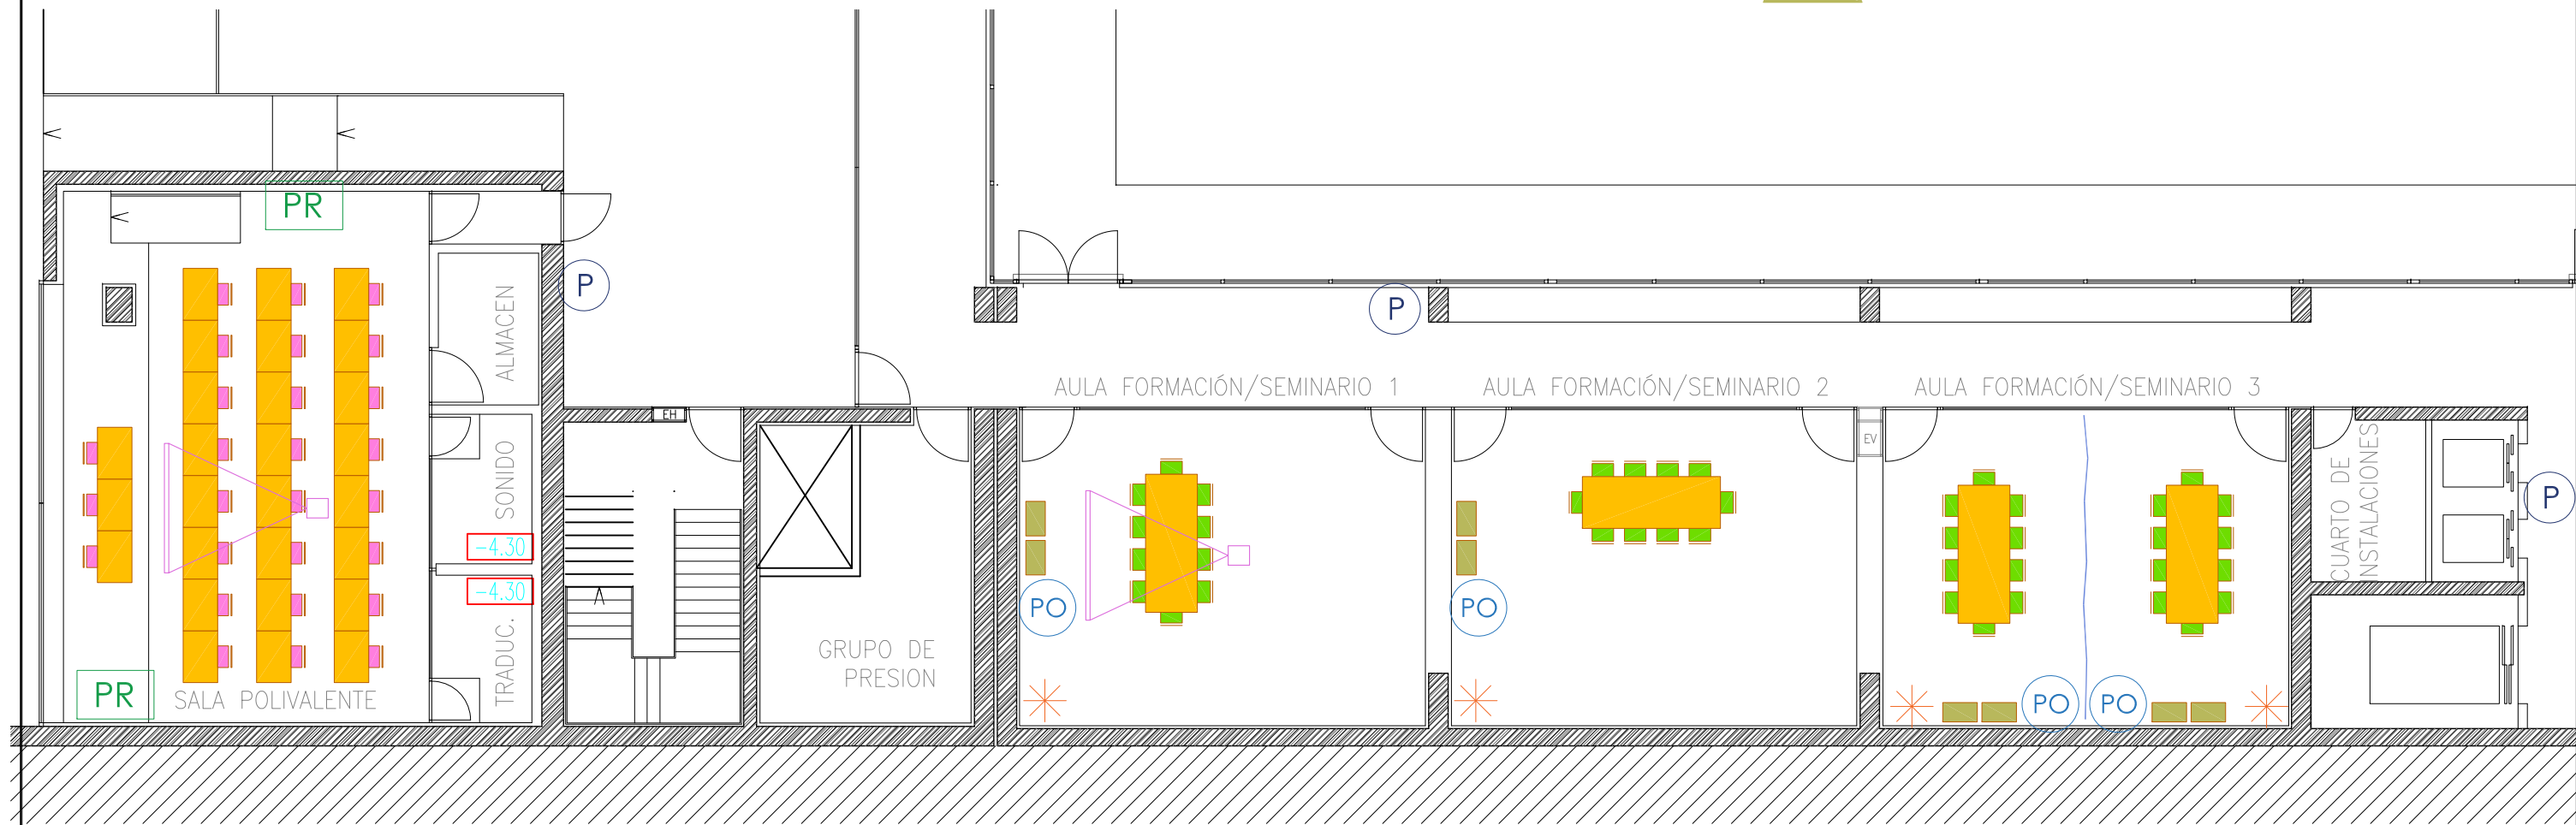 PR
P
P
ALMACEN
AULA FORMACIÓN/SEMINARIO 1
AULA FORMACIÓN/SEMINARIO 2
AULA FORMACIÓN/SEMINARIO 3
EH
EV
SONIDO
CUARTO DE
INSTALACIONES
P
-4.30
-4.30
PO
PO
TRADUC.
GRUPO DE
PRESION
PR
SALA POLIVALENTE
PO
PO